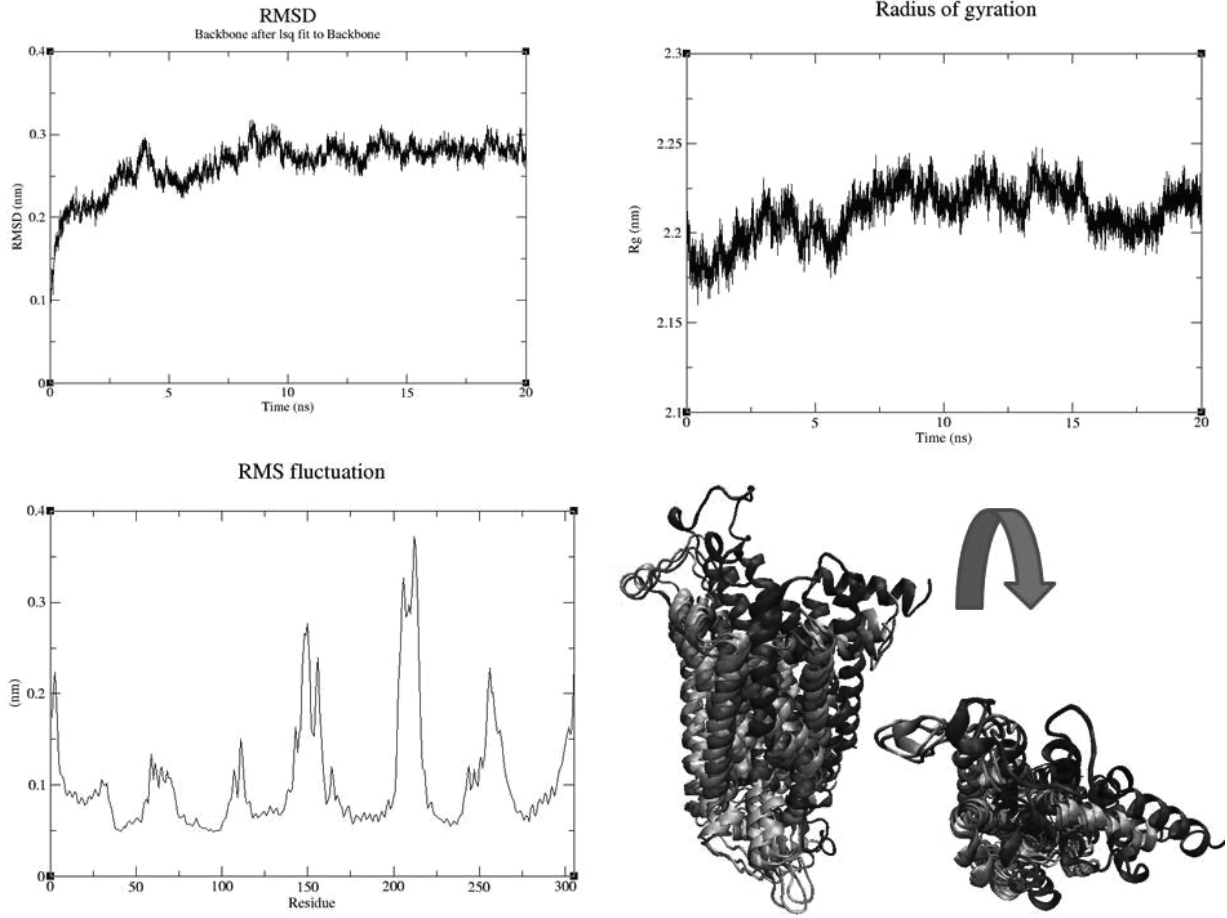 RMSD
Backbone after lsq fit to Backbone
0.4
0.3
0.2
0.1
0
RMSD (nm)
0 5 10 15 20
Time (ns)
Radius of gyration
2.3
2.25
2.2
2.15
2.1
Rg (nm)
0 5 10 15 20
Time (ns)
RMS fluctuation
0.4
0.3
0.2
0.1
0
(nm)
0 50 100 150 200 250 300
Residue